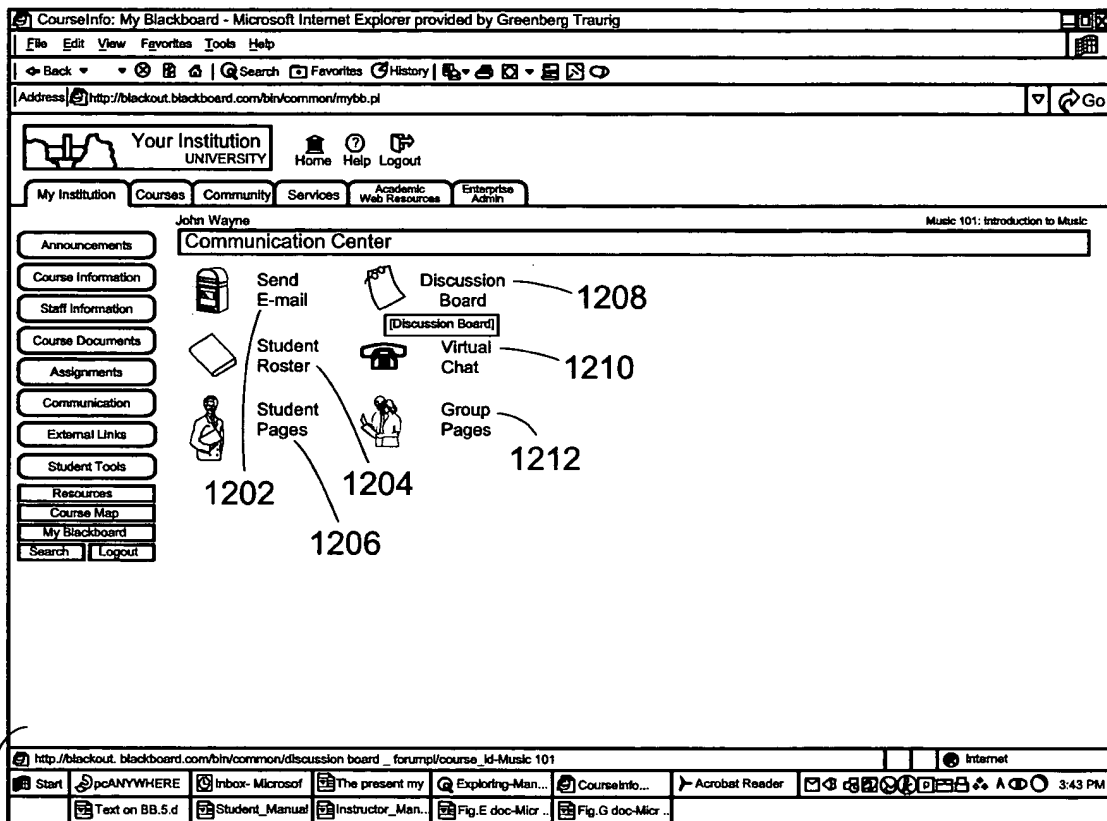 CourseInfo: My Blackboard - Microsoft Internet Explorer provided by Greenberg Traurig
File Edit View Favorites Tools Help
Back Search Favorites History
Address http://blackout.blackboard.com/bin/common/mybb.pl Go
Your Institution
UNIVERSITY
Home Help Logout
My Institution Courses Community Services Academic Web Resources Enterprise Admin
John Wayne Music 101: Introduction to Music
Communication Center
Announcements
Course Information
Staff Information
Course Documents
Assignments
Communication
External Links
Student Tools
Resources
Course Map
My Blackboard
Search Logout
Send
E-mail
Discussion
Board
1208
[Discussion Board]
Student
Roster
Virtual
Chat
1210
Student
Pages
Group
Pages
1212
1202
1204
1206
http.//blackout. blackboard.com/bin/common/discussion board _ forumpl/course_id-Music 101 Internet
Start pcANYWHERE Inbox- Microsof The present my Exploring-Man... CourseInfo... Acrobat Reader 3:43 PM
Text on BB.5.d Student_Manual Instructor_Man... Fig.E doc-Micr .. Fig.G doc-Micr ..